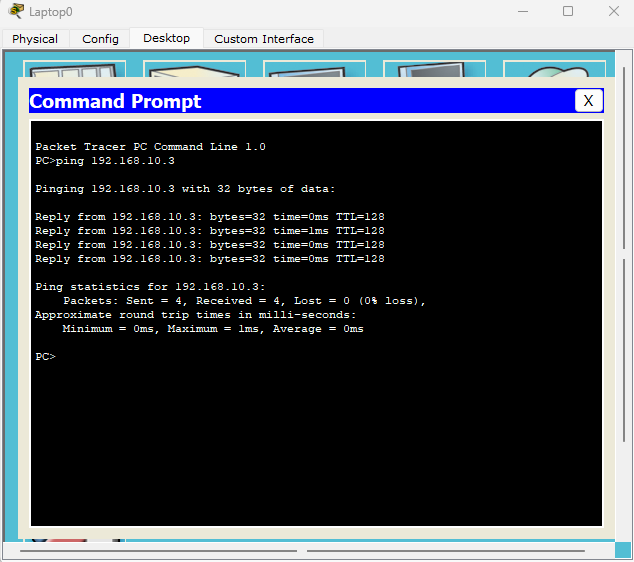 Laptop0
Physical Config Desktop Custom Interface
Command Prompt X
Packet Tracer PC Command Line 1.0
PC>ping 192.168.10.3
Pinging 192.168.10.3 with 32 bytes of data:
Reply from 192.168.10.3: bytes=32 time=0ms TTL=128
Reply from 192.168.10.3: bytes=32 time=1ms TTL=128
Reply from 192.168.10.3: bytes=32 time=0ms TTL=128
Reply from 192.168.10.3: bytes=32 time=0ms TTL=128
Ping statistics for 192.168.10.3:
    Packets: Sent = 4, Received = 4, Lost = 0 (0% loss),
Approximate round trip times in milli-seconds:
    Minimum = 0ms, Maximum = 1ms, Average = 0ms
PC>